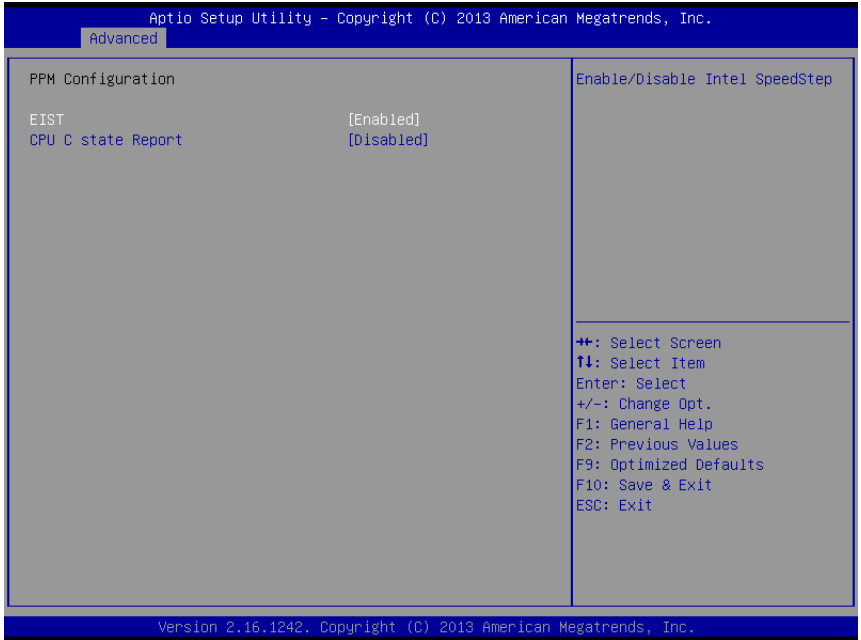 Aptio Setup Utility – Copyright (C) 2013 American Megatrends, Inc.
Advanced
PPM Configuration
EIST [Enabled]
CPU C state Report [Disabled]
Enable/Disable Intel SpeedStep
→←: Select Screen
↑↓: Select Item
Enter: Select
+/-: Change Opt.
F1: General Help
F2: Previous Values
F9: Optimized Defaults
F10: Save & Exit
ESC: Exit
Version 2.16.1242. Copyright (C) 2013 American Megatrends, Inc.